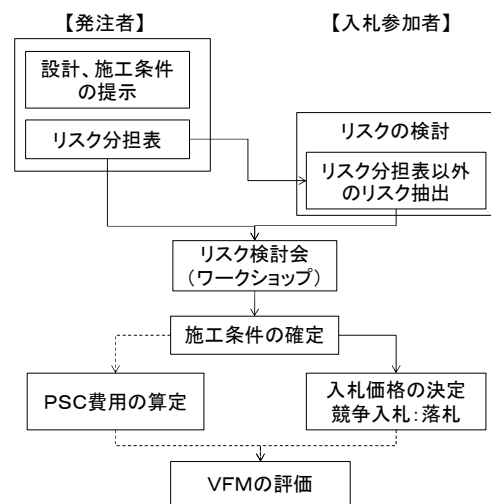 【発注者】
【入札参加者】
設計、施工条件
の提示
リスク分担表
リスクの検討
リスク分担表以外
のリスク抽出
リスク検討会
(ワークショップ)
施工条件の確定
PSC費用の算定
入札価格の決定
競争入札:落札
VFMの評価